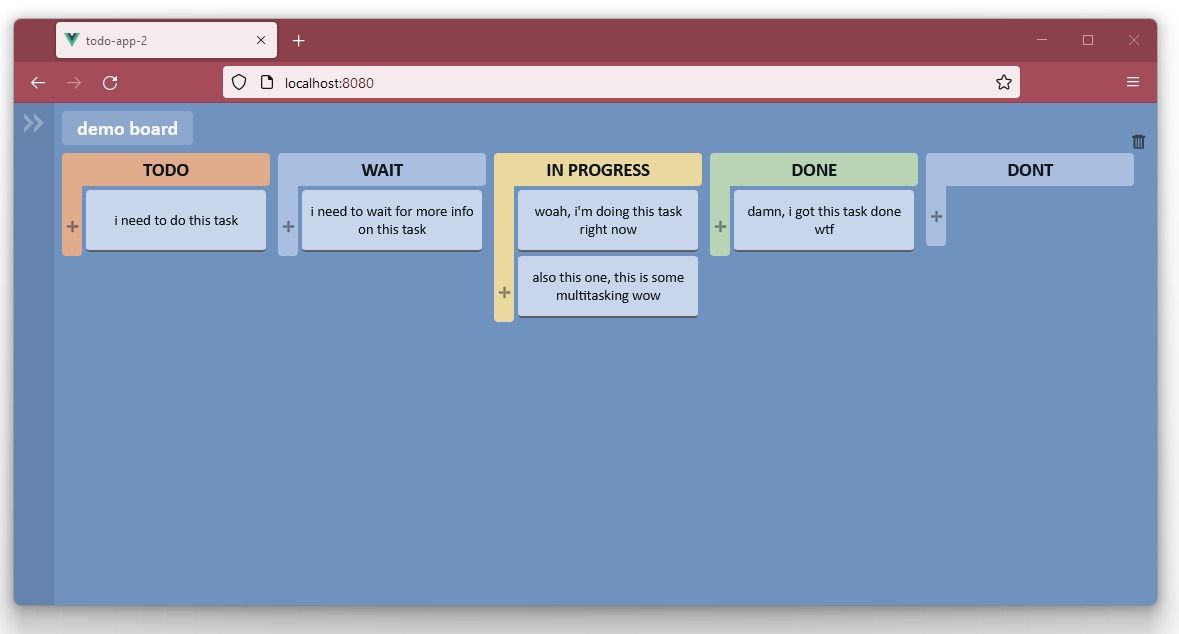 todo-app-2
localhost:8080
demo board
TODO
i need to do this task
WAIT
i need to wait for more info
on this task
IN PROGRESS
woah, i'm doing this task
right now
also this one, this is some
multitasking wow
DONE
damn, i got this task done
wtf
DONT